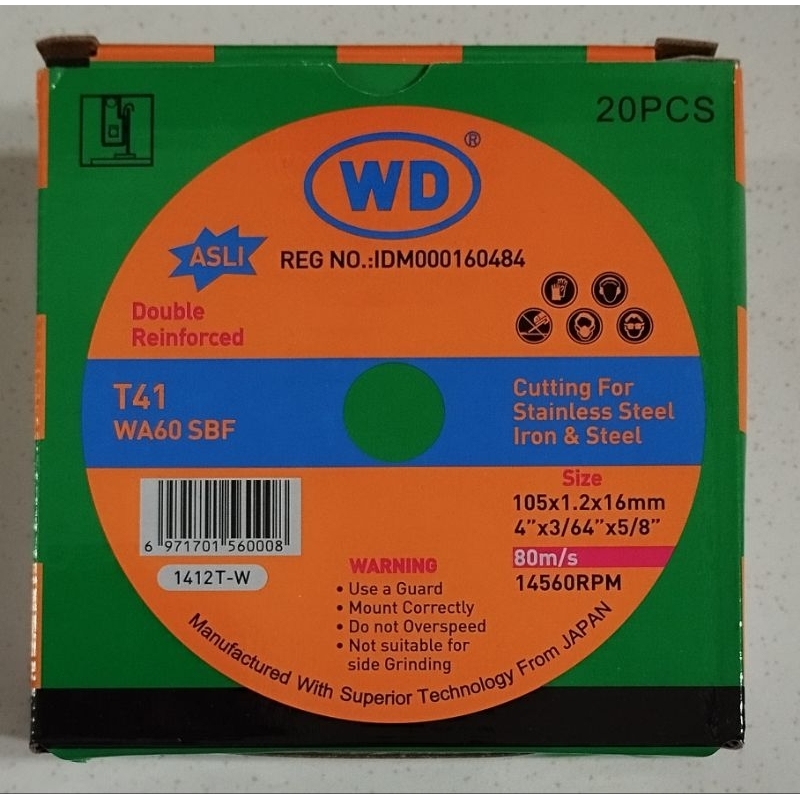 20PCS
WD®
ASLI
REG NO.:IDM000160484
Double
Reinforced
T41
WA60 SBF
Cutting For
Stainless Steel
Iron & Steel
Size
105x1.2x16mm
4"x3/64"x5/8"
80m/s
14560RPM
6 971701 560008
1412T-W
WARNING
• Use a Guard
• Mount Correctly
• Do not Overspeed
• Not suitable for
side Grinding
Manufactured With Superior Technology From JAPAN